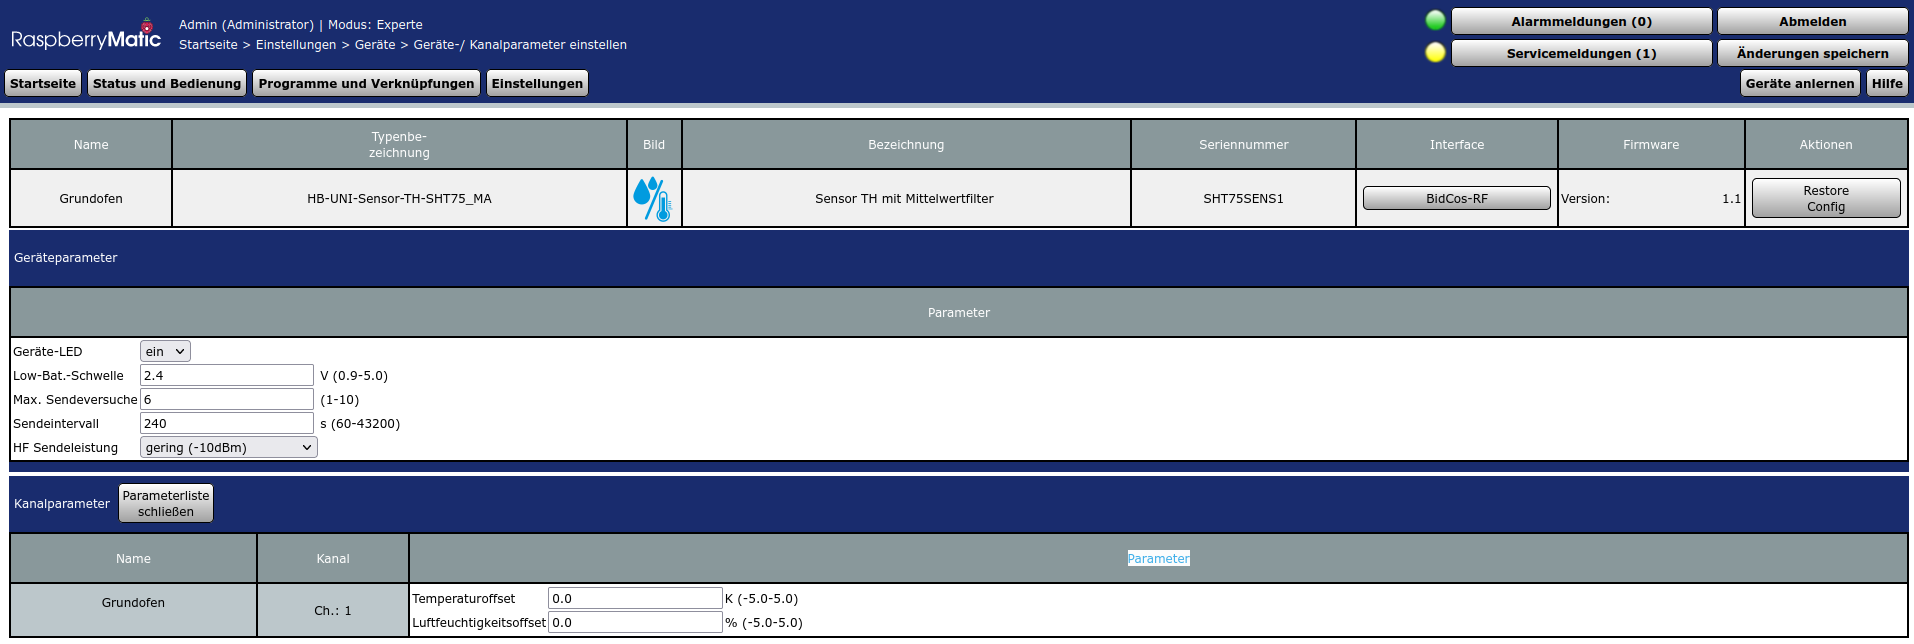 RaspberryMatic
Admin (Administrator) | Modus: Experte
Startseite > Einstellungen > Geräte > Geräte-/ Kanalparameter einstellen
Alarmmeldungen (0)
Abmelden
Servicemeldungen (1)
Änderungen speichern
Startseite
Status und Bedienung
Programme und Verknüpfungen
Einstellungen
Geräte anlernen
Hilfe
Name
Typenbe-
zeichnung
Bild
Bezeichnung
Seriennummer
Interface
Firmware
Aktionen
Grundofen
HB-UNI-Sensor-TH-SHT75_MA
Sensor TH mit Mittelwertfilter
SHT75SENS1
BidCos-RF
Version: 1.1
Restore
Config
Geräteparameter
Parameter
Geräte-LED ein
Low-Bat.-Schwelle 2.4 V (0.9-5.0)
Max. Sendeversuche 6 (1-10)
Sendeintervall 240 s (60-43200)
HF Sendeleistung gering (-10dBm)
Kanalparameter
Parameterliste
schließen
Name
Kanal
Parameter
Grundofen
Ch.: 1
Temperaturoffset 0.0 K (-5.0-5.0)
Luftfeuchtigkeitsoffset 0.0 % (-5.0-5.0)